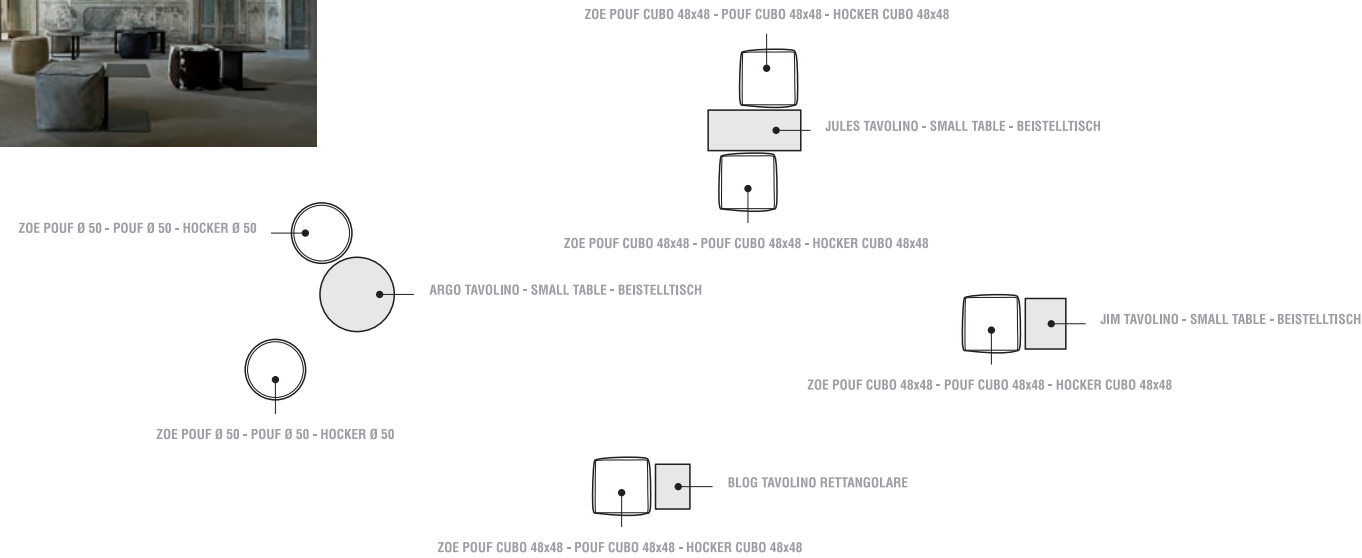 ZOE POUF CUBO 48x48 - POUF CUBO 48x48 - HOCKER CUBO 48x48
JULES TAVOLINO - SMALL TABLE - BEISTELLTISCH
ZOE POUF Ø 50 - POUF Ø 50 - HOCKER Ø 50
ZOE POUF CUBO 48x48 - POUF CUBO 48x48 - HOCKER CUBO 48x48
ARGO TAVOLINO - SMALL TABLE - BEISTELLTISCH
JIM TAVOLINO - SMALL TABLE - BEISTELLTISCH
ZOE POUF CUBO 48x48 - POUF CUBO 48x48 - HOCKER CUBO 48x48
ZOE POUF Ø 50 - POUF Ø 50 - HOCKER Ø 50
BLOG TAVOLINO RETTANGOLARE
ZOE POUF CUBO 48x48 - POUF CUBO 48x48 - HOCKER CUBO 48x48